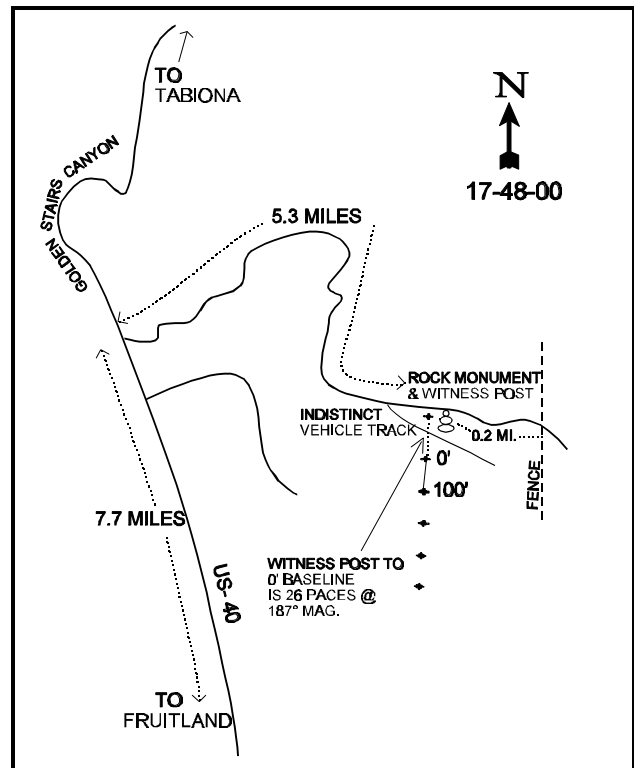 TO
TABIONA
N
17-48-00
GOLDEN STAIRS CANYON
5.3 MILES
ROCK MONUMENT
& WITNESS POST
INDISTINCT
VEHICLE TRACK
0.2 MI.
0'
100'
FENCE
7.7 MILES
WITNESS POST TO
0' BASELINE
IS 26 PACES @
187° MAG.
US-40
TO
FRUITLAND